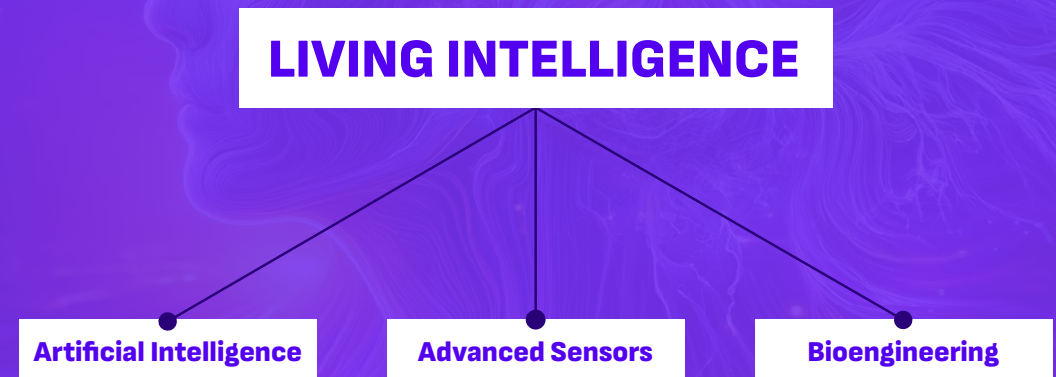 LIVING INTELLIGENCE
Artificial Intelligence
Advanced Sensors
Bioengineering